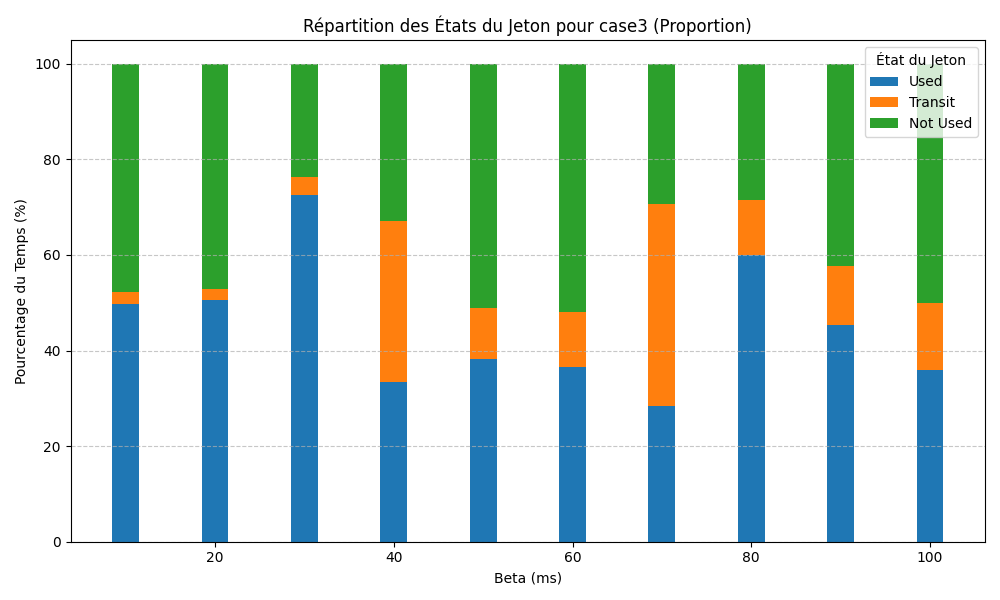 Répartition des États du Jeton pour case3 (Proportion)
Pourcentage du Temps (%)
100
80
60
40
20
0
État du Jeton
Used
Transit
Not Used
20
40
60
80
100
Beta (ms)